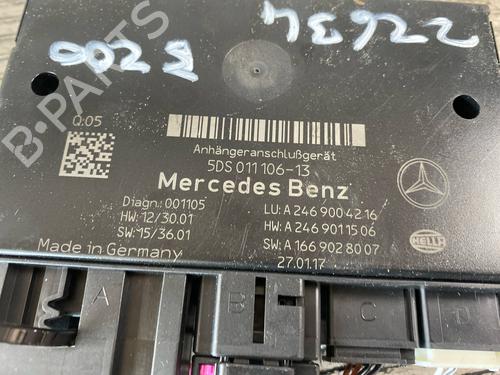 22634
5200
B-PARTS
Q:05
Anhängeranschlußgerät
5DS 011 106-13
Mercedes Benz
Diagn.: 001105
LU: A 246 900 42 16
HW: 12/30.01
HW: A 246 901 15 06
SW: 15/36.01
SW: A 166 902 80 07
Made in Germany
27.01.17
HELLA
A
B
C
D